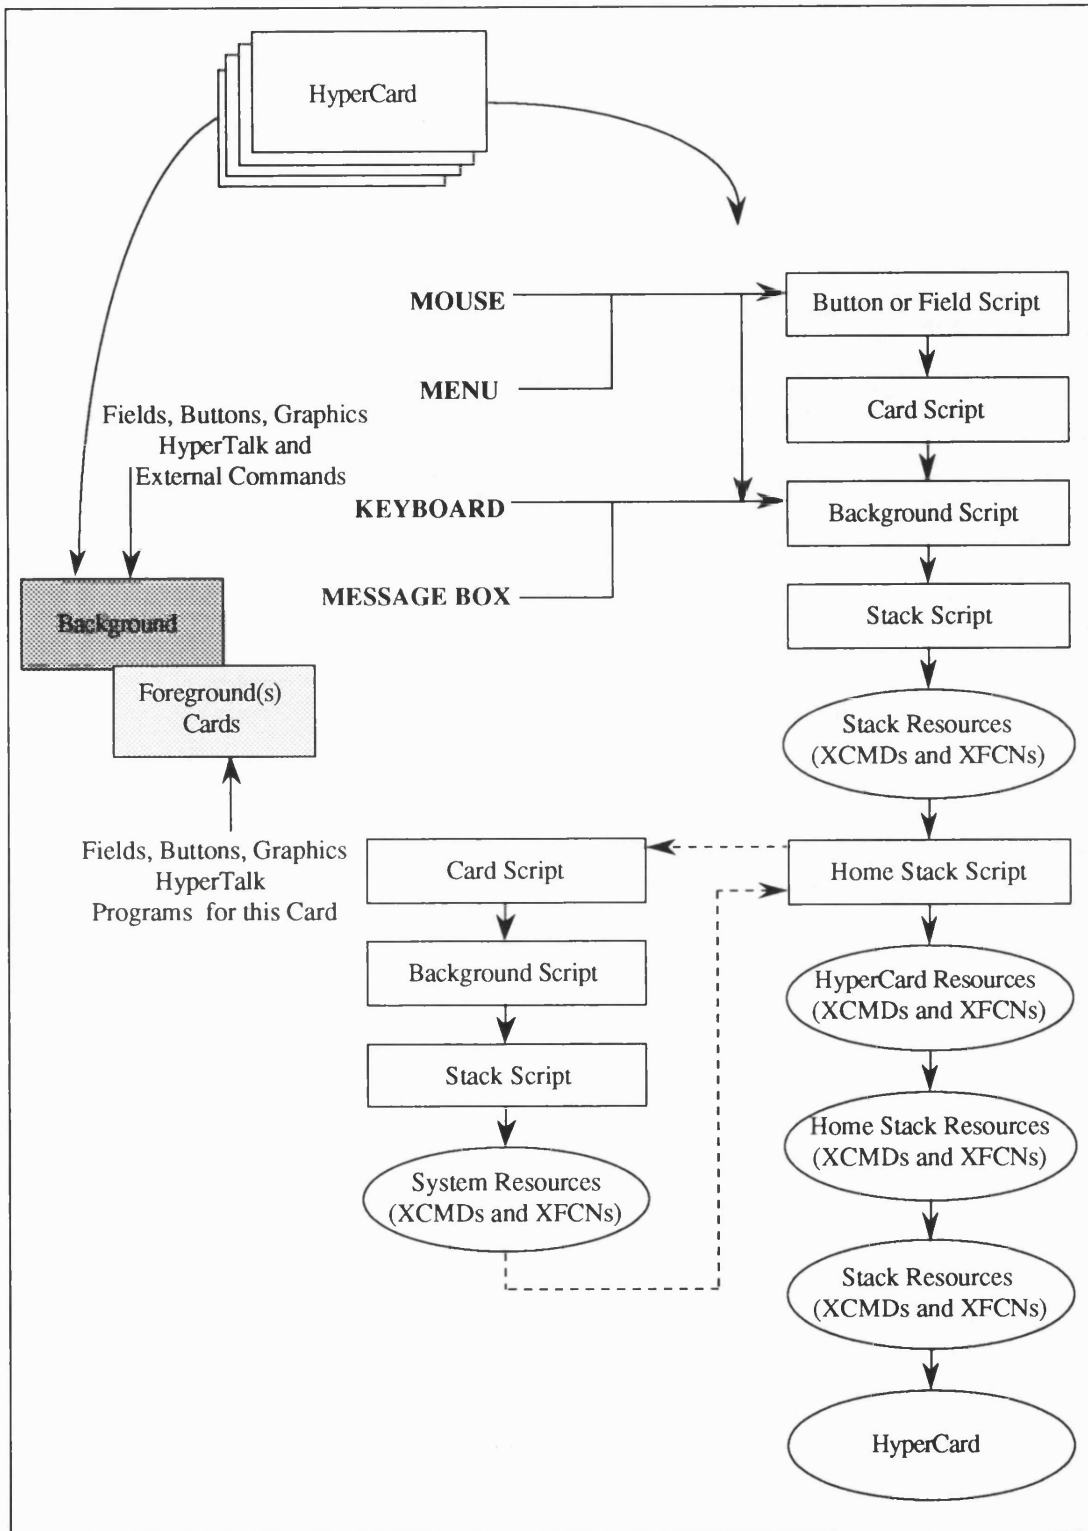 HyperCard
MOUSE
MENU
KEYBOARD
MESSAGE BOX
Fields, Buttons, Graphics
HyperTalk and
External Commands
Background
Foreground(s)
Cards
Fields, Buttons, Graphics
HyperTalk
Programs for this Card
Button or Field Script
Card Script
Background Script
Stack Script
Stack Resources
(XCMDs and XFCNs)
Home Stack Script
Card Script
Background Script
Stack Script
System Resources
(XCMDs and XFCNs)
HyperCard Resources
(XCMDs and XFCNs)
Home Stack Resources
(XCMDs and XFCNs)
Stack Resources
(XCMDs and XFCNs)
HyperCard